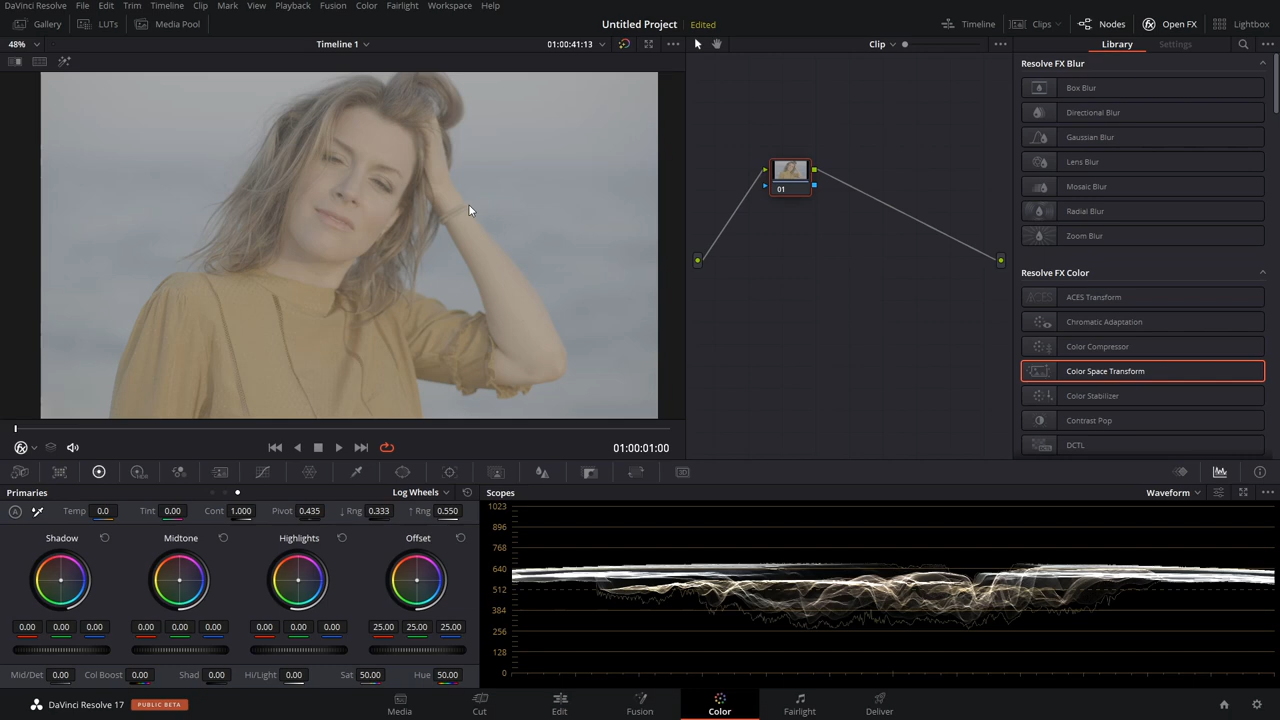 DaVinci Resolve File Edit Trim Timeline Clip Mark View Playback Fusion Color Fairlight Workspace Help
Gallery LUTs Media Pool Untitled Project Edited Timeline Clips Nodes Open FX Lightbox
48% Timeline 1 01:00:41:13 Clip Library Settings
Resolve FX Blur
Box Blur
Directional Blur
Gaussian Blur
Lens Blur
Mosaic Blur
Radial Blur
Zoom Blur
01
Resolve FX Color
ACES Transform
Chromatic Adaptation
Color Compressor
Color Space Transform
Color Stabilizer
Contrast Pop
DCTL
01:00:01:00
Primaries Log Wheels Scopes Waveform
Temp 0.0 Tint 0.00 Cont 1.000 Pivot 0.435 ↓ Rng 0.333 ↑ Rng 0.550
Shadow Midtone Highlights Offset
0.00 0.00 0.00 0.00 0.00 0.00 0.00 0.00 0.00 25.00 25.00 25.00
Mid/Det 0.00 Col Boost 0.00 Shad 0.00 Hi/Light 0.00 Sat 50.00 Hue 50.00
1023
896
768
640
512
384
256
128
0
DaVinci Resolve 17 PUBLIC BETA Media Cut Edit Fusion Color Fairlight Deliver